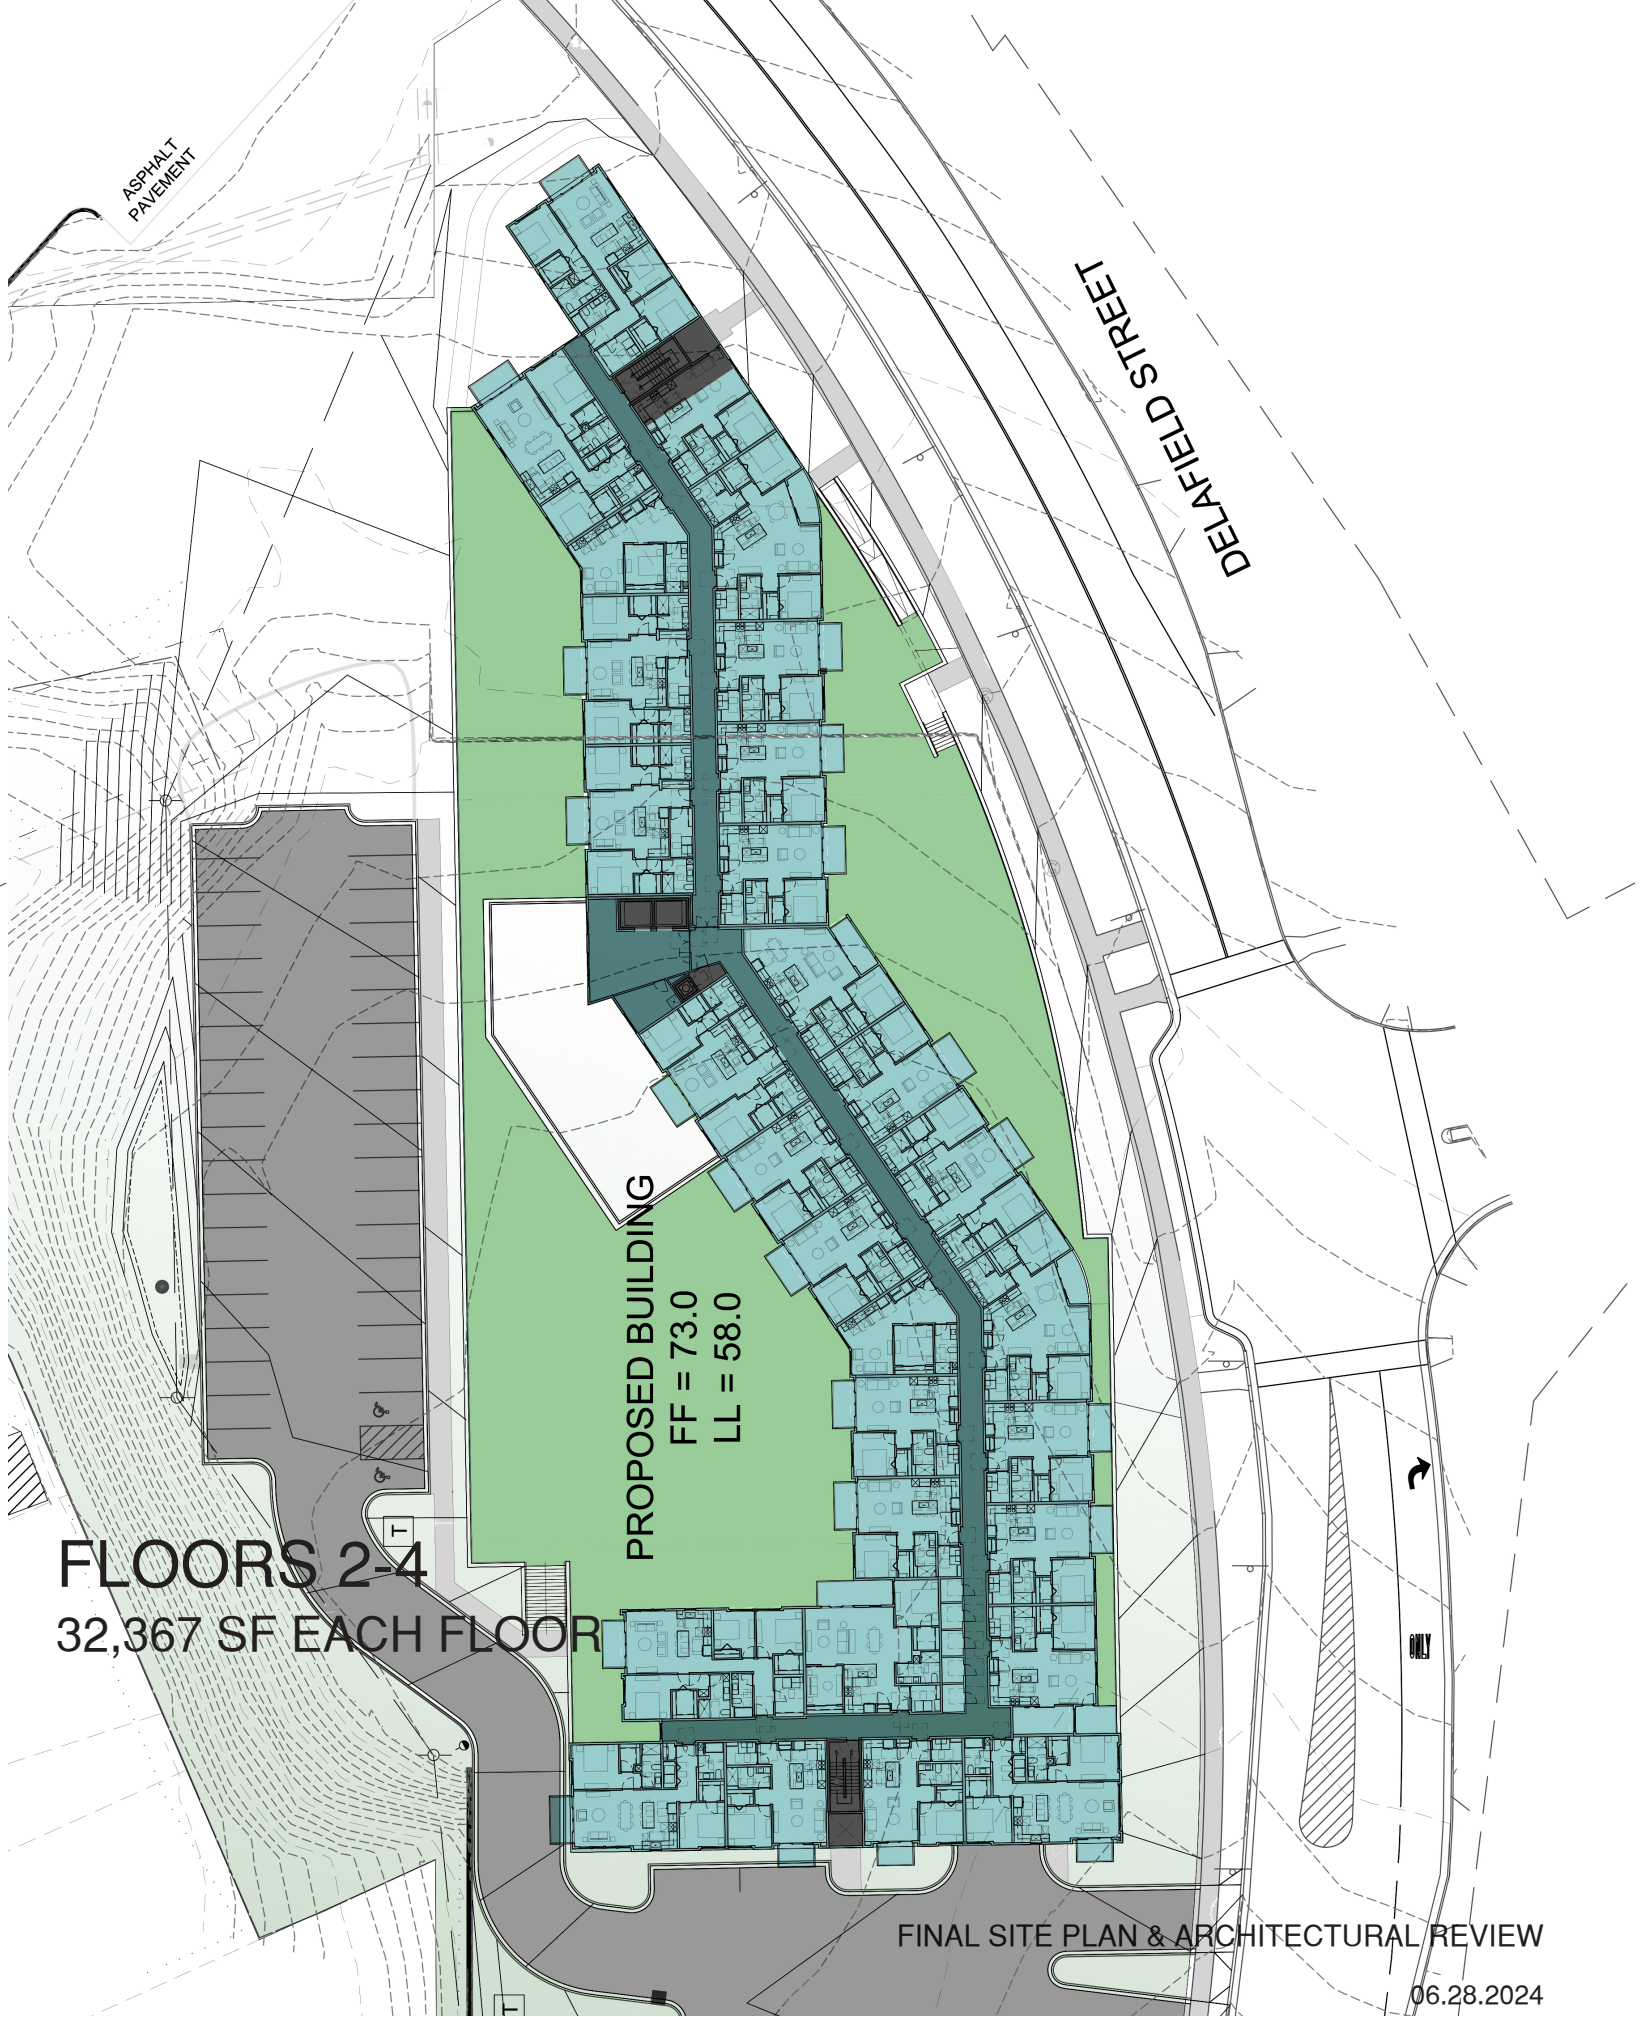 ASPHALT
PAVEMENT
DELAFIELD STREET
PROPOSED BUILDING
FF = 73.0
LL = 58.0
T
FLOORS 2-4
32,367 SF EACH FLOOR
ONLY
FINAL SITE PLAN & ARCHITECTURAL REVIEW
06.28.2024
T